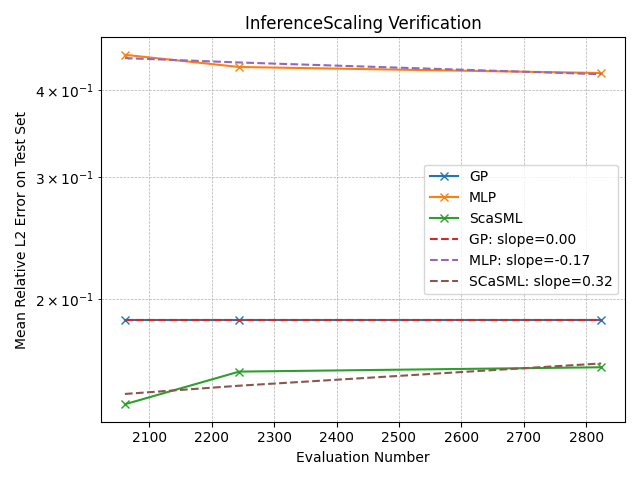 InferenceScaling Verification
Mean Relative L2 Error on Test Set
4 × 10⁻¹
3 × 10⁻¹
2 × 10⁻¹
GP
MLP
ScaSML
GP: slope=0.00
MLP: slope=-0.17
SCaSML: slope=0.32
2100 2200 2300 2400 2500 2600 2700 2800
Evaluation Number